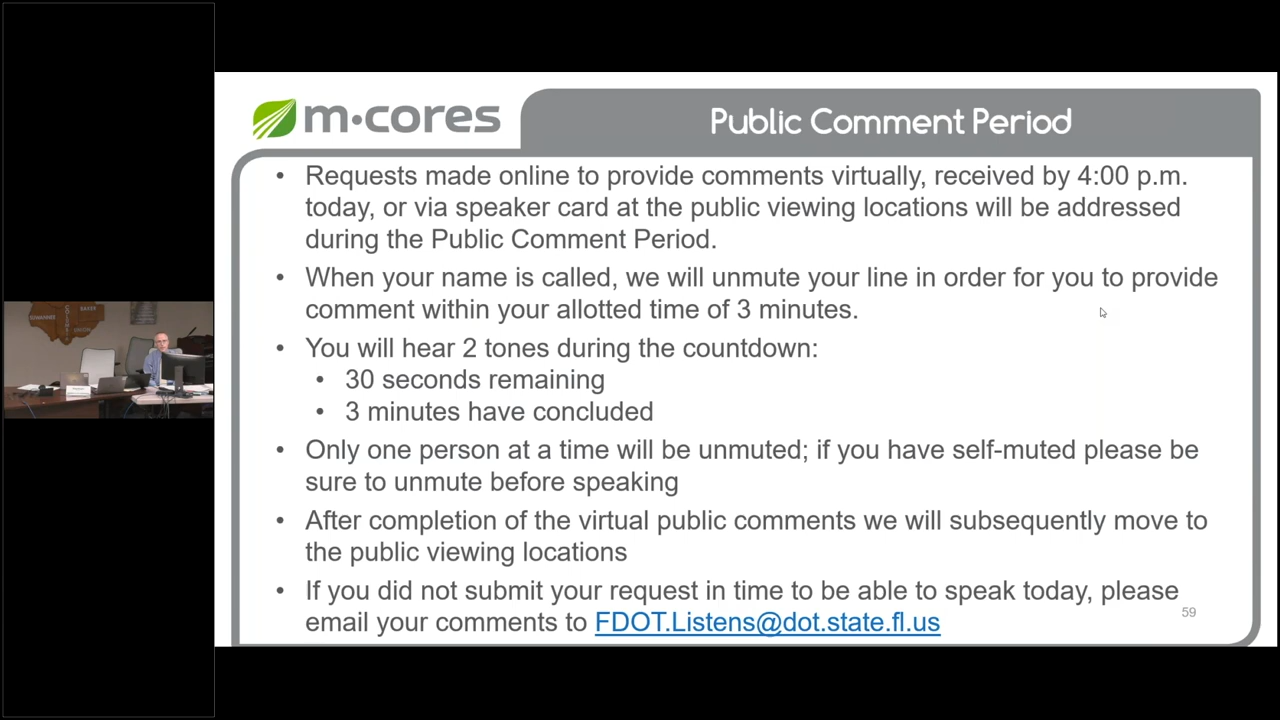 m·cores
Public Comment Period
• Requests made online to provide comments virtually, received by 4:00 p.m.
today, or via speaker card at the public viewing locations will be addressed
during the Public Comment Period.
• When your name is called, we will unmute your line in order for you to provide
comment within your allotted time of 3 minutes.
• You will hear 2 tones during the countdown:
• 30 seconds remaining
• 3 minutes have concluded
• Only one person at a time will be unmuted; if you have self-muted please be
sure to unmute before speaking
• After completion of the virtual public comments we will subsequently move to
the public viewing locations
• If you did not submit your request in time to be able to speak today, please
email your comments to FDOT.Listens@dot.state.fl.us
59